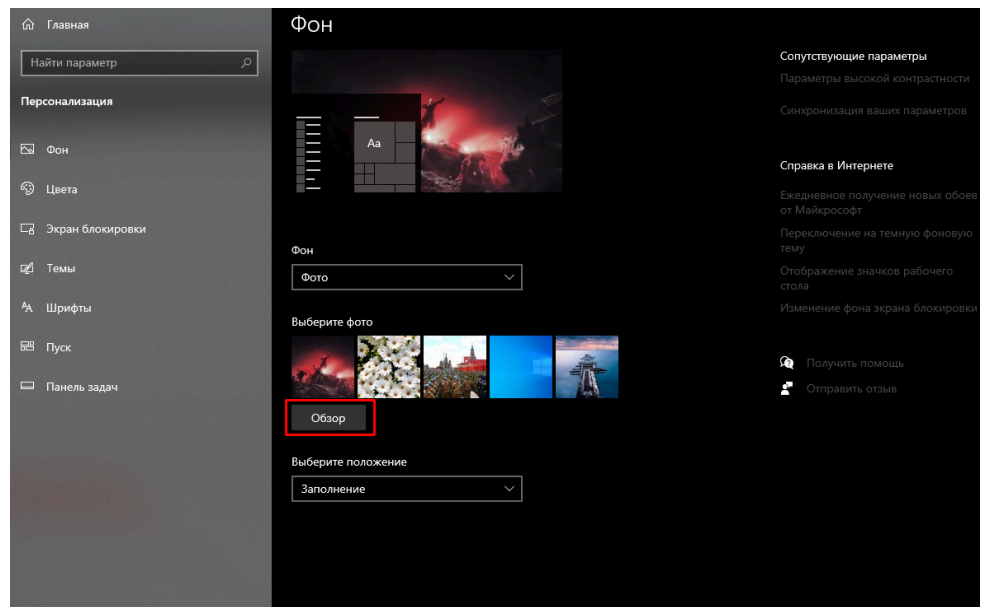 Главная
Найти параметр
Персонализация
Фон
Цвета
Экран блокировки
Темы
Шрифты
Пуск
Панель задач
Фон
Aa
Фон
Фото
Выберите фото
Обзор
Выберите положение
Заполнение
Сопутствующие параметры
Параметры высокой контрастности
Синхронизация ваших параметров
Справка в Интернете
Ежедневное получение новых обоев
от Майкрософт
Переключение на темную фоновую
тему
Отображение значков рабочего
стола
Изменение фона экрана блокировки
Получить помощь
Отправить отзыв